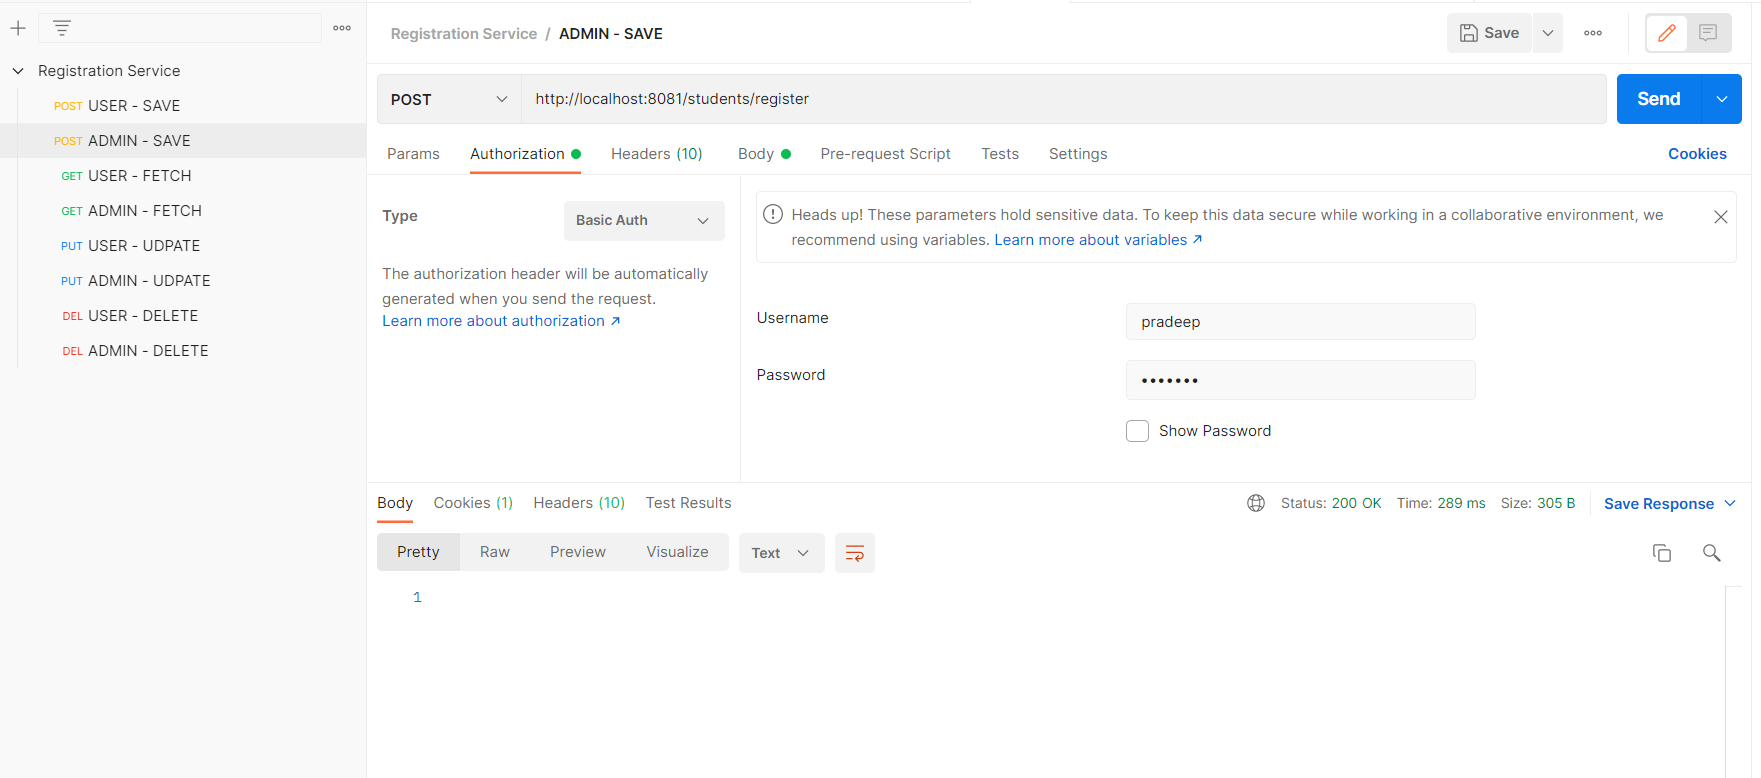 Registration Service
POST USER - SAVE
POST ADMIN - SAVE
GET USER - FETCH
GET ADMIN - FETCH
PUT USER - UDPATE
PUT ADMIN - UDPATE
DEL USER - DELETE
DEL ADMIN - DELETE
Registration Service / ADMIN - SAVE
Save
POST http://localhost:8081/students/register
Send
Params Authorization Headers (10) Body Pre-request Script Tests Settings
Cookies
Type
Basic Auth
The authorization header will be automatically
generated when you send the request.
Learn more about authorization ↗
Heads up! These parameters hold sensitive data. To keep this data secure while working in a collaborative environment, we
recommend using variables. Learn more about variables ↗
Username
pradeep
Password
•••••••
Show Password
Body Cookies (1) Headers (10) Test Results
Status: 200 OK Time: 289 ms Size: 305 B
Save Response
Pretty Raw Preview Visualize Text
1